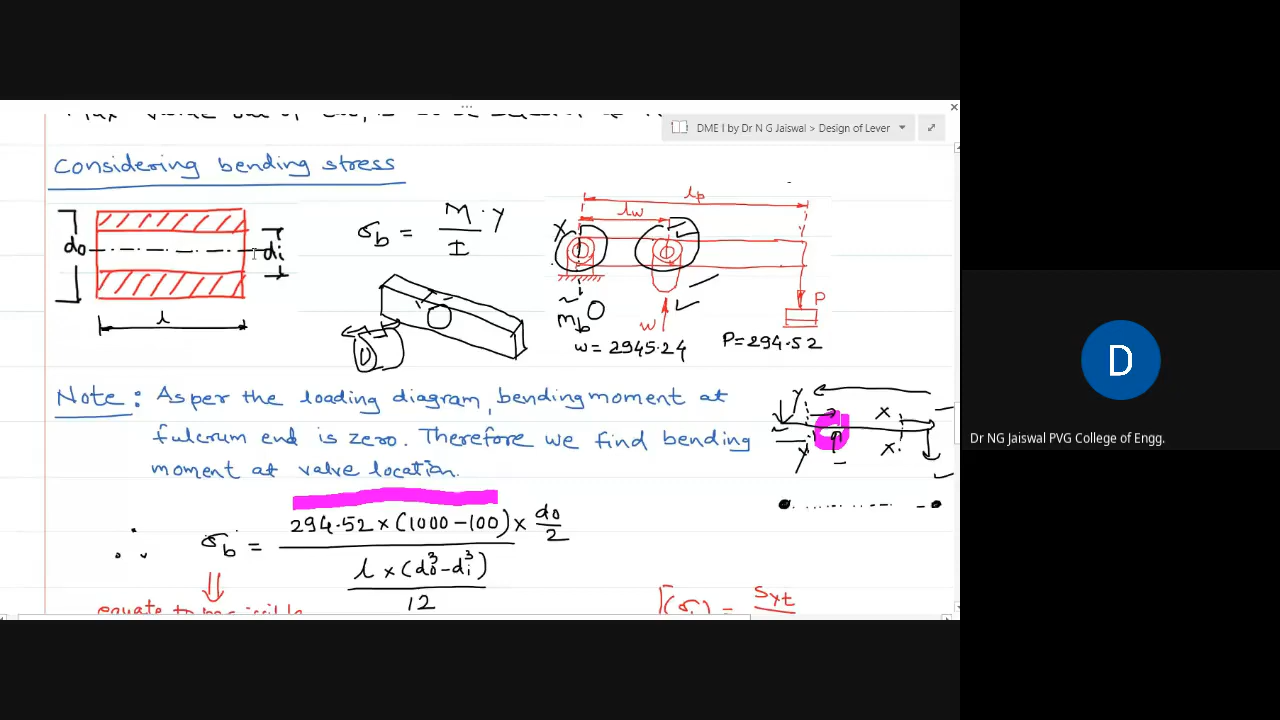 DME I by Dr N G Jaiswal > Design of Lever
Considering bending stress
do
di
l
σb = M·Y / I
X
lp
lw
Mb O
w
w = 2945.24
P
P=294.52
Note: As per the loading diagram, bending moment at
fulcrum end is zero. Therefore we find bending
moment at valve location.
Y
X
Y
X
∴ σb = 294.52 × (1000 - 100) × do/2
l × (do³ - di³)
12
Syt
D
Dr NG Jaiswal PVG College of Engg.